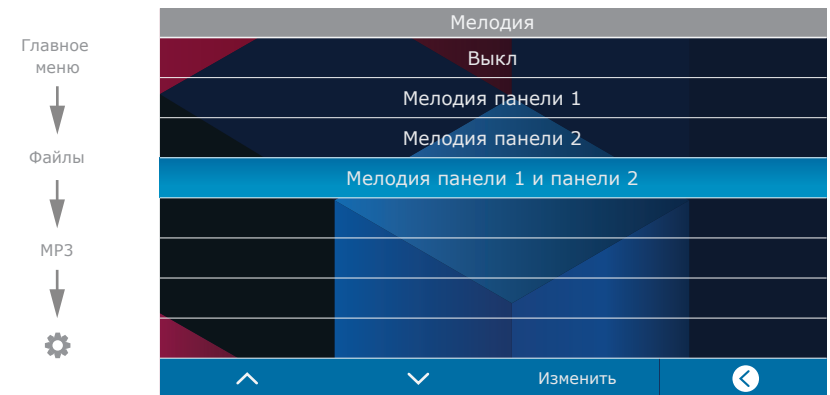 Главное
меню
Файлы
MP3
Мелодия
Выкл
Мелодия панели 1
Мелодия панели 2
Мелодия панели 1 и панели 2
Изменить